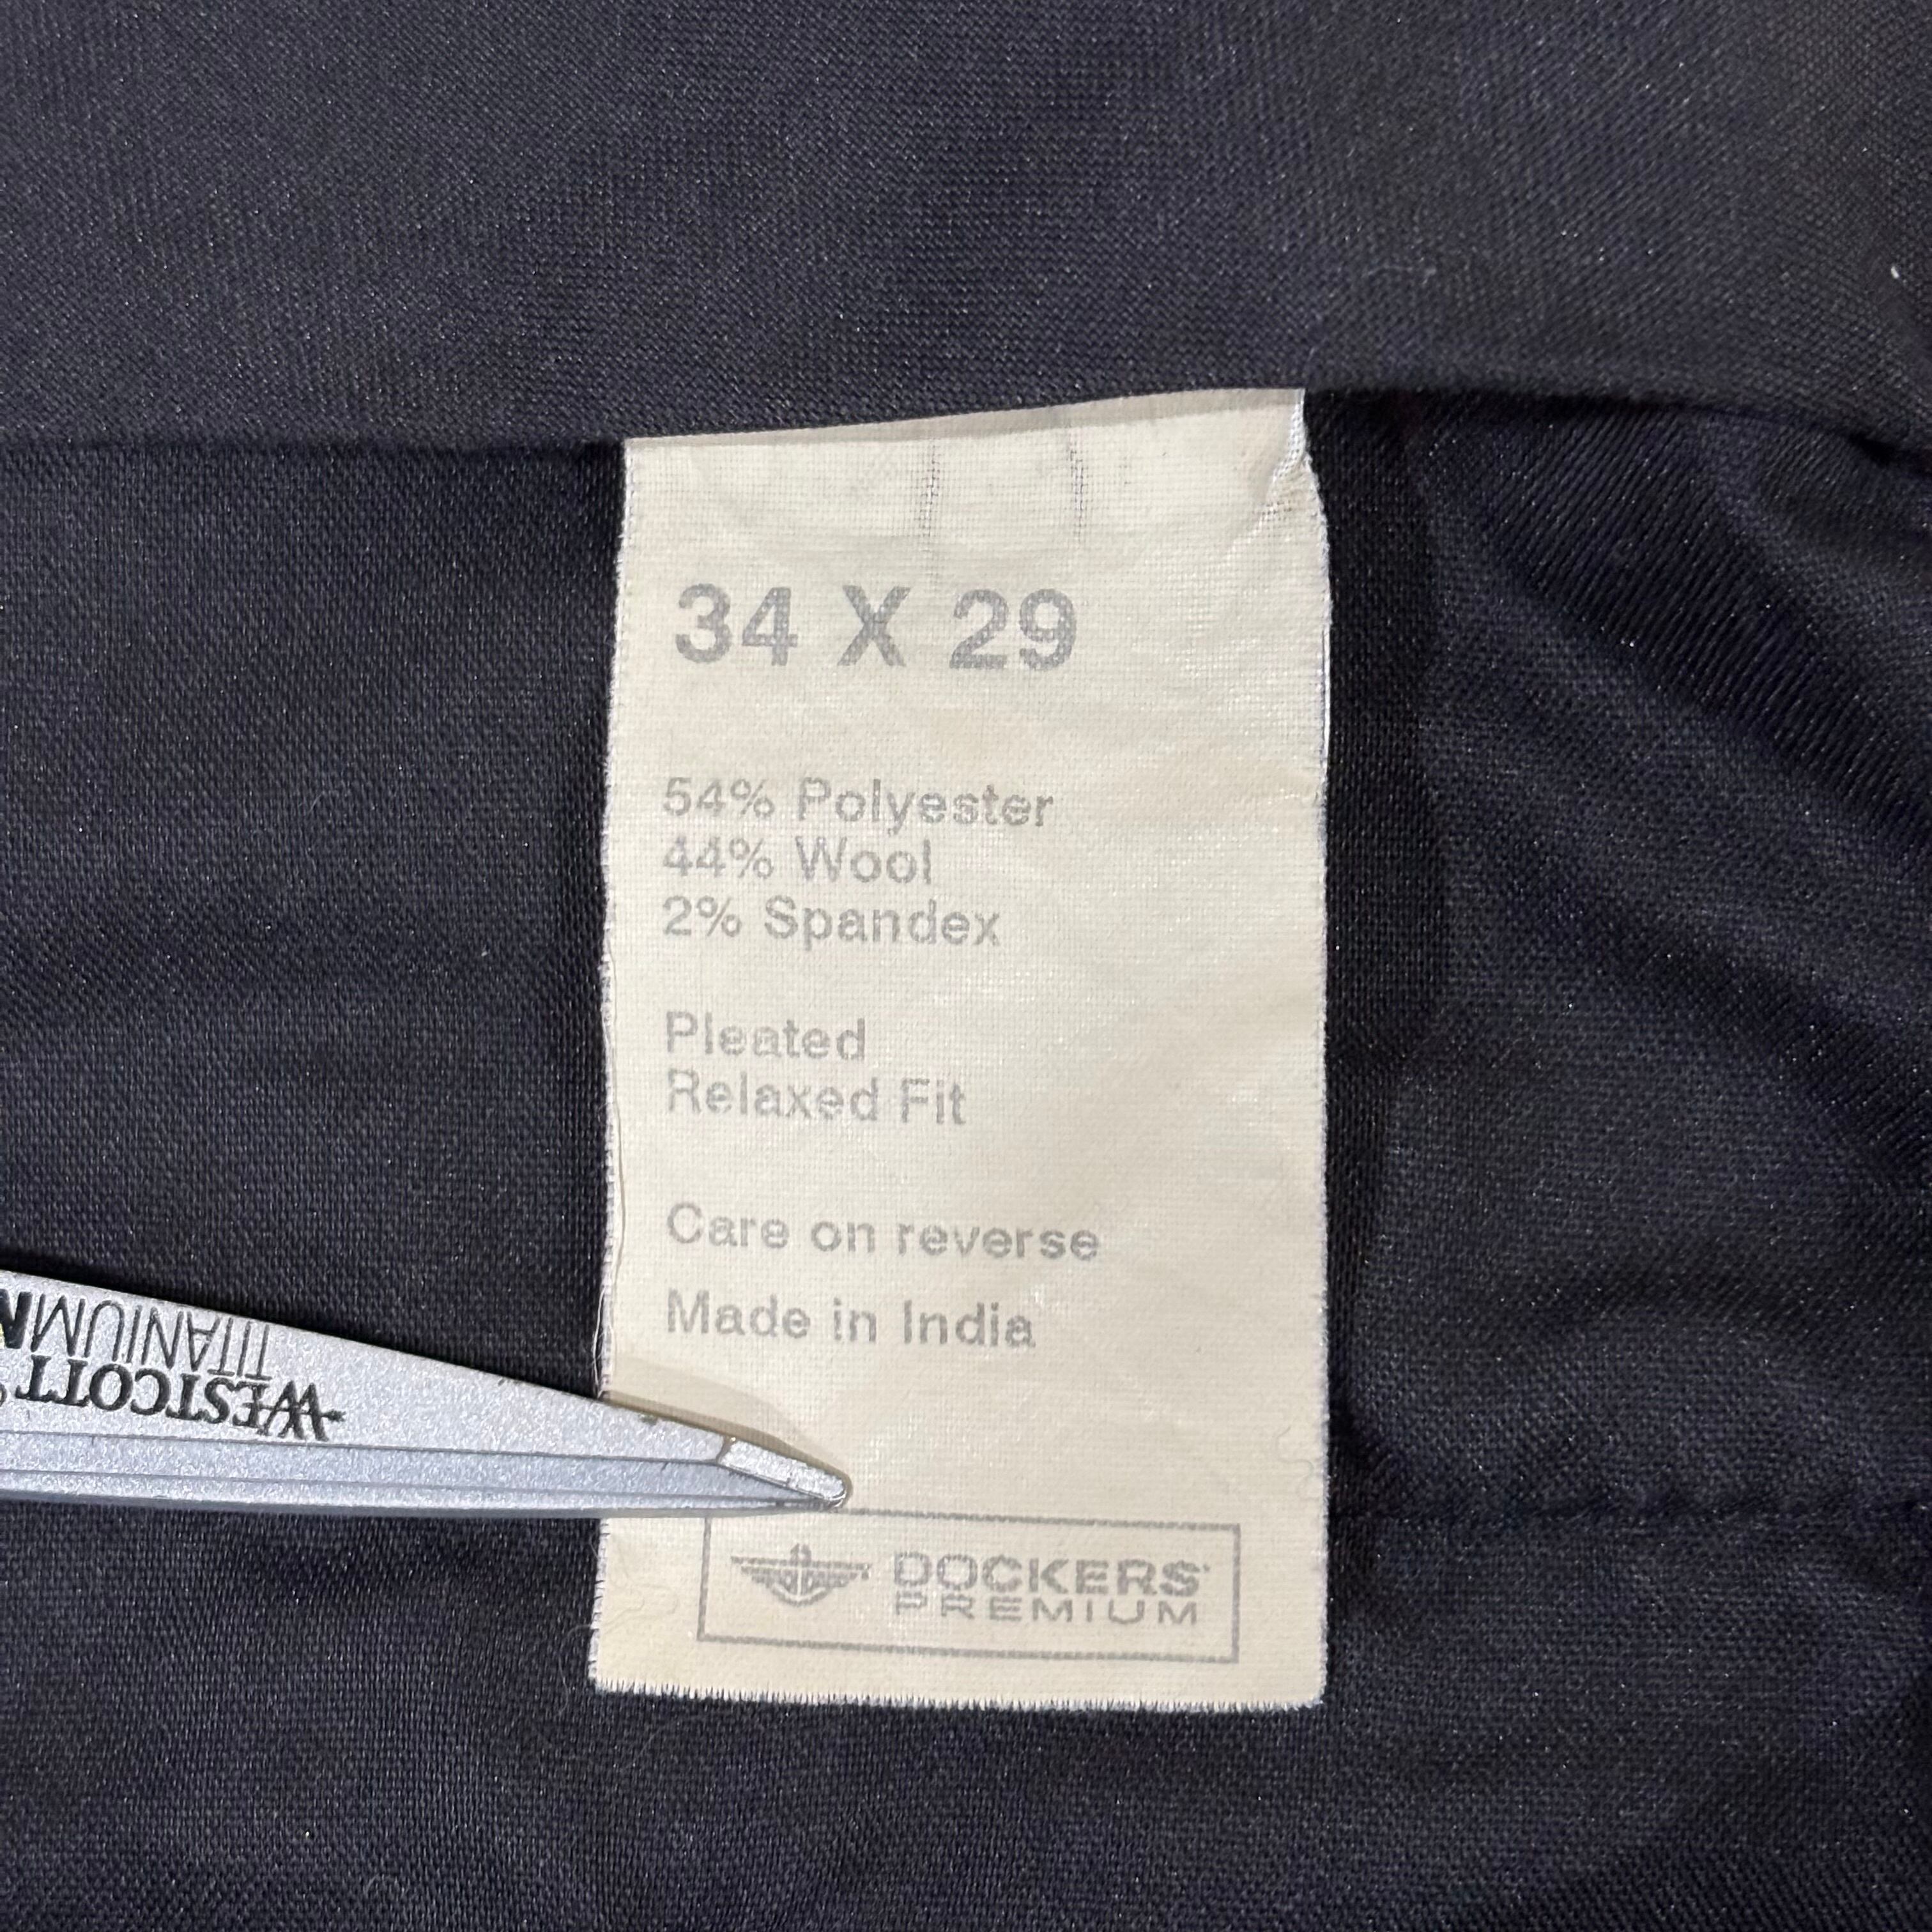 34 X 29
54% Polyester
44% Wool
2% Spandex
Pleated
Relaxed Fit
Care on reverse
Made in India
WESTCOTT®
TITANIUM
DOCKERS®
PREMIUM